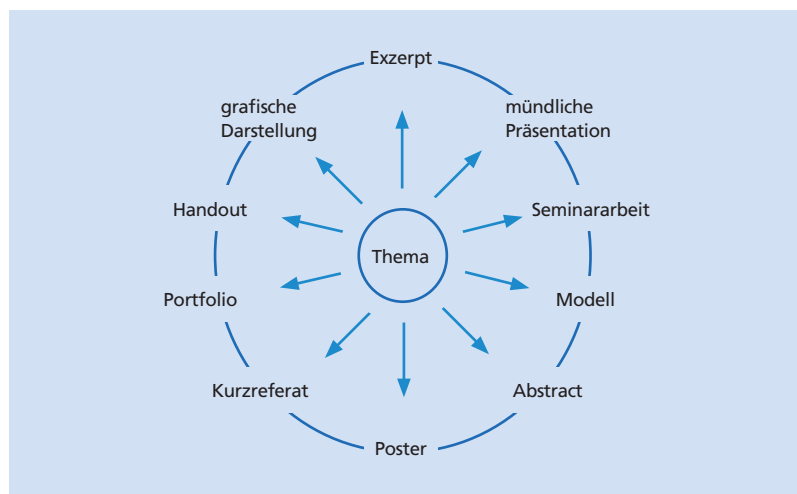 Exzerpt
grafische
Darstellung
mündliche
Präsentation
Handout
Seminararbeit
Thema
Portfolio
Modell
Kurzreferat
Abstract
Poster